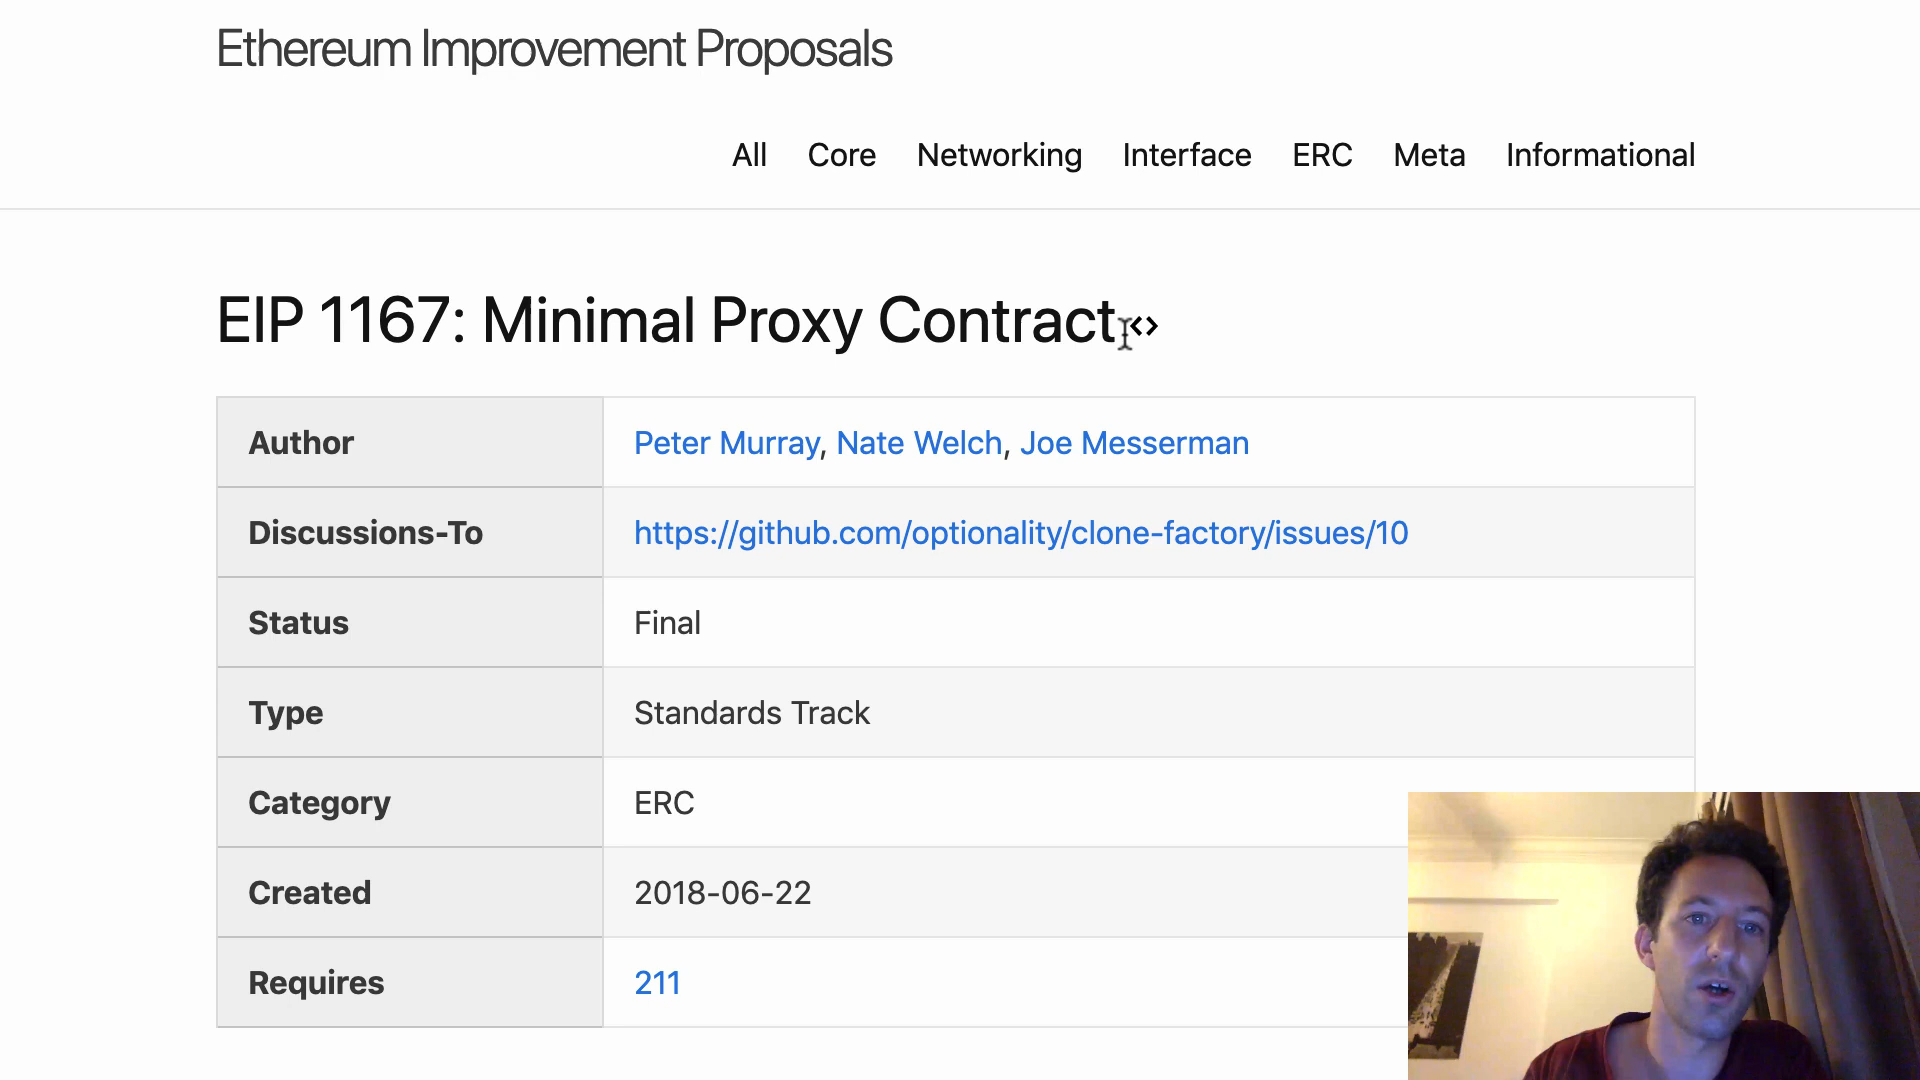 Ethereum Improvement Proposals
All Core Networking Interface ERC Meta Informational
EIP 1167: Minimal Proxy Contract <>
Author Peter Murray, Nate Welch, Joe Messerman
Discussions-To https://github.com/optionality/clone-factory/issues/10
Status Final
Type Standards Track
Category ERC
Created 2018-06-22
Requires 211